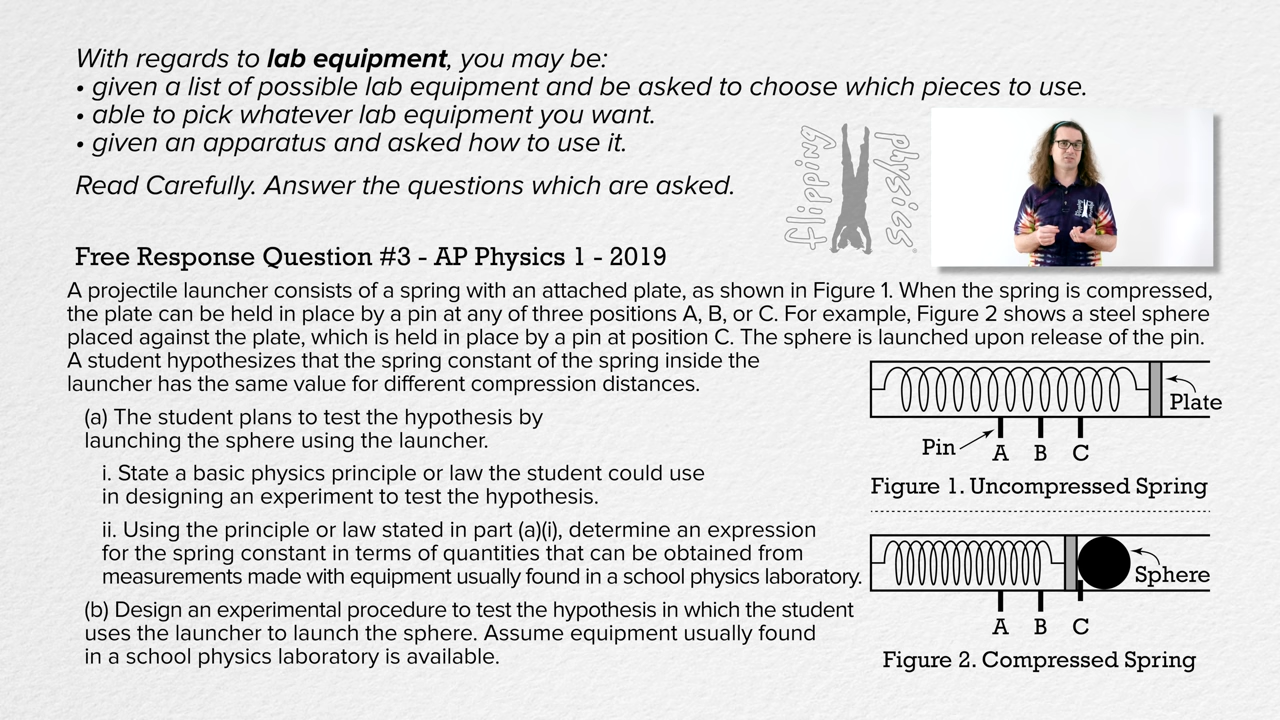 With regards to lab equipment, you may be:
• given a list of possible lab equipment and be asked to choose which pieces to use.
• able to pick whatever lab equipment you want.
• given an apparatus and asked how to use it.
Read Carefully. Answer the questions which are asked.
flipping
physics
Free Response Question #3 - AP Physics 1 - 2019
A projectile launcher consists of a spring with an attached plate, as shown in Figure 1. When the spring is compressed,
the plate can be held in place by a pin at any of three positions A, B, or C. For example, Figure 2 shows a steel sphere
placed against the plate, which is held in place by a pin at position C. The sphere is launched upon release of the pin.
A student hypothesizes that the spring constant of the spring inside the
launcher has the same value for different compression distances.
(a) The student plans to test the hypothesis by
launching the sphere using the launcher.
i. State a basic physics principle or law the student could use
in designing an experiment to test the hypothesis.
ii. Using the principle or law stated in part (a)(i), determine an expression
for the spring constant in terms of quantities that can be obtained from
measurements made with equipment usually found in a school physics laboratory.
(b) Design an experimental procedure to test the hypothesis in which the student
uses the launcher to launch the sphere. Assume equipment usually found
in a school physics laboratory is available.
Plate
Pin
A B C
Figure 1. Uncompressed Spring
Sphere
A B C
Figure 2. Compressed Spring